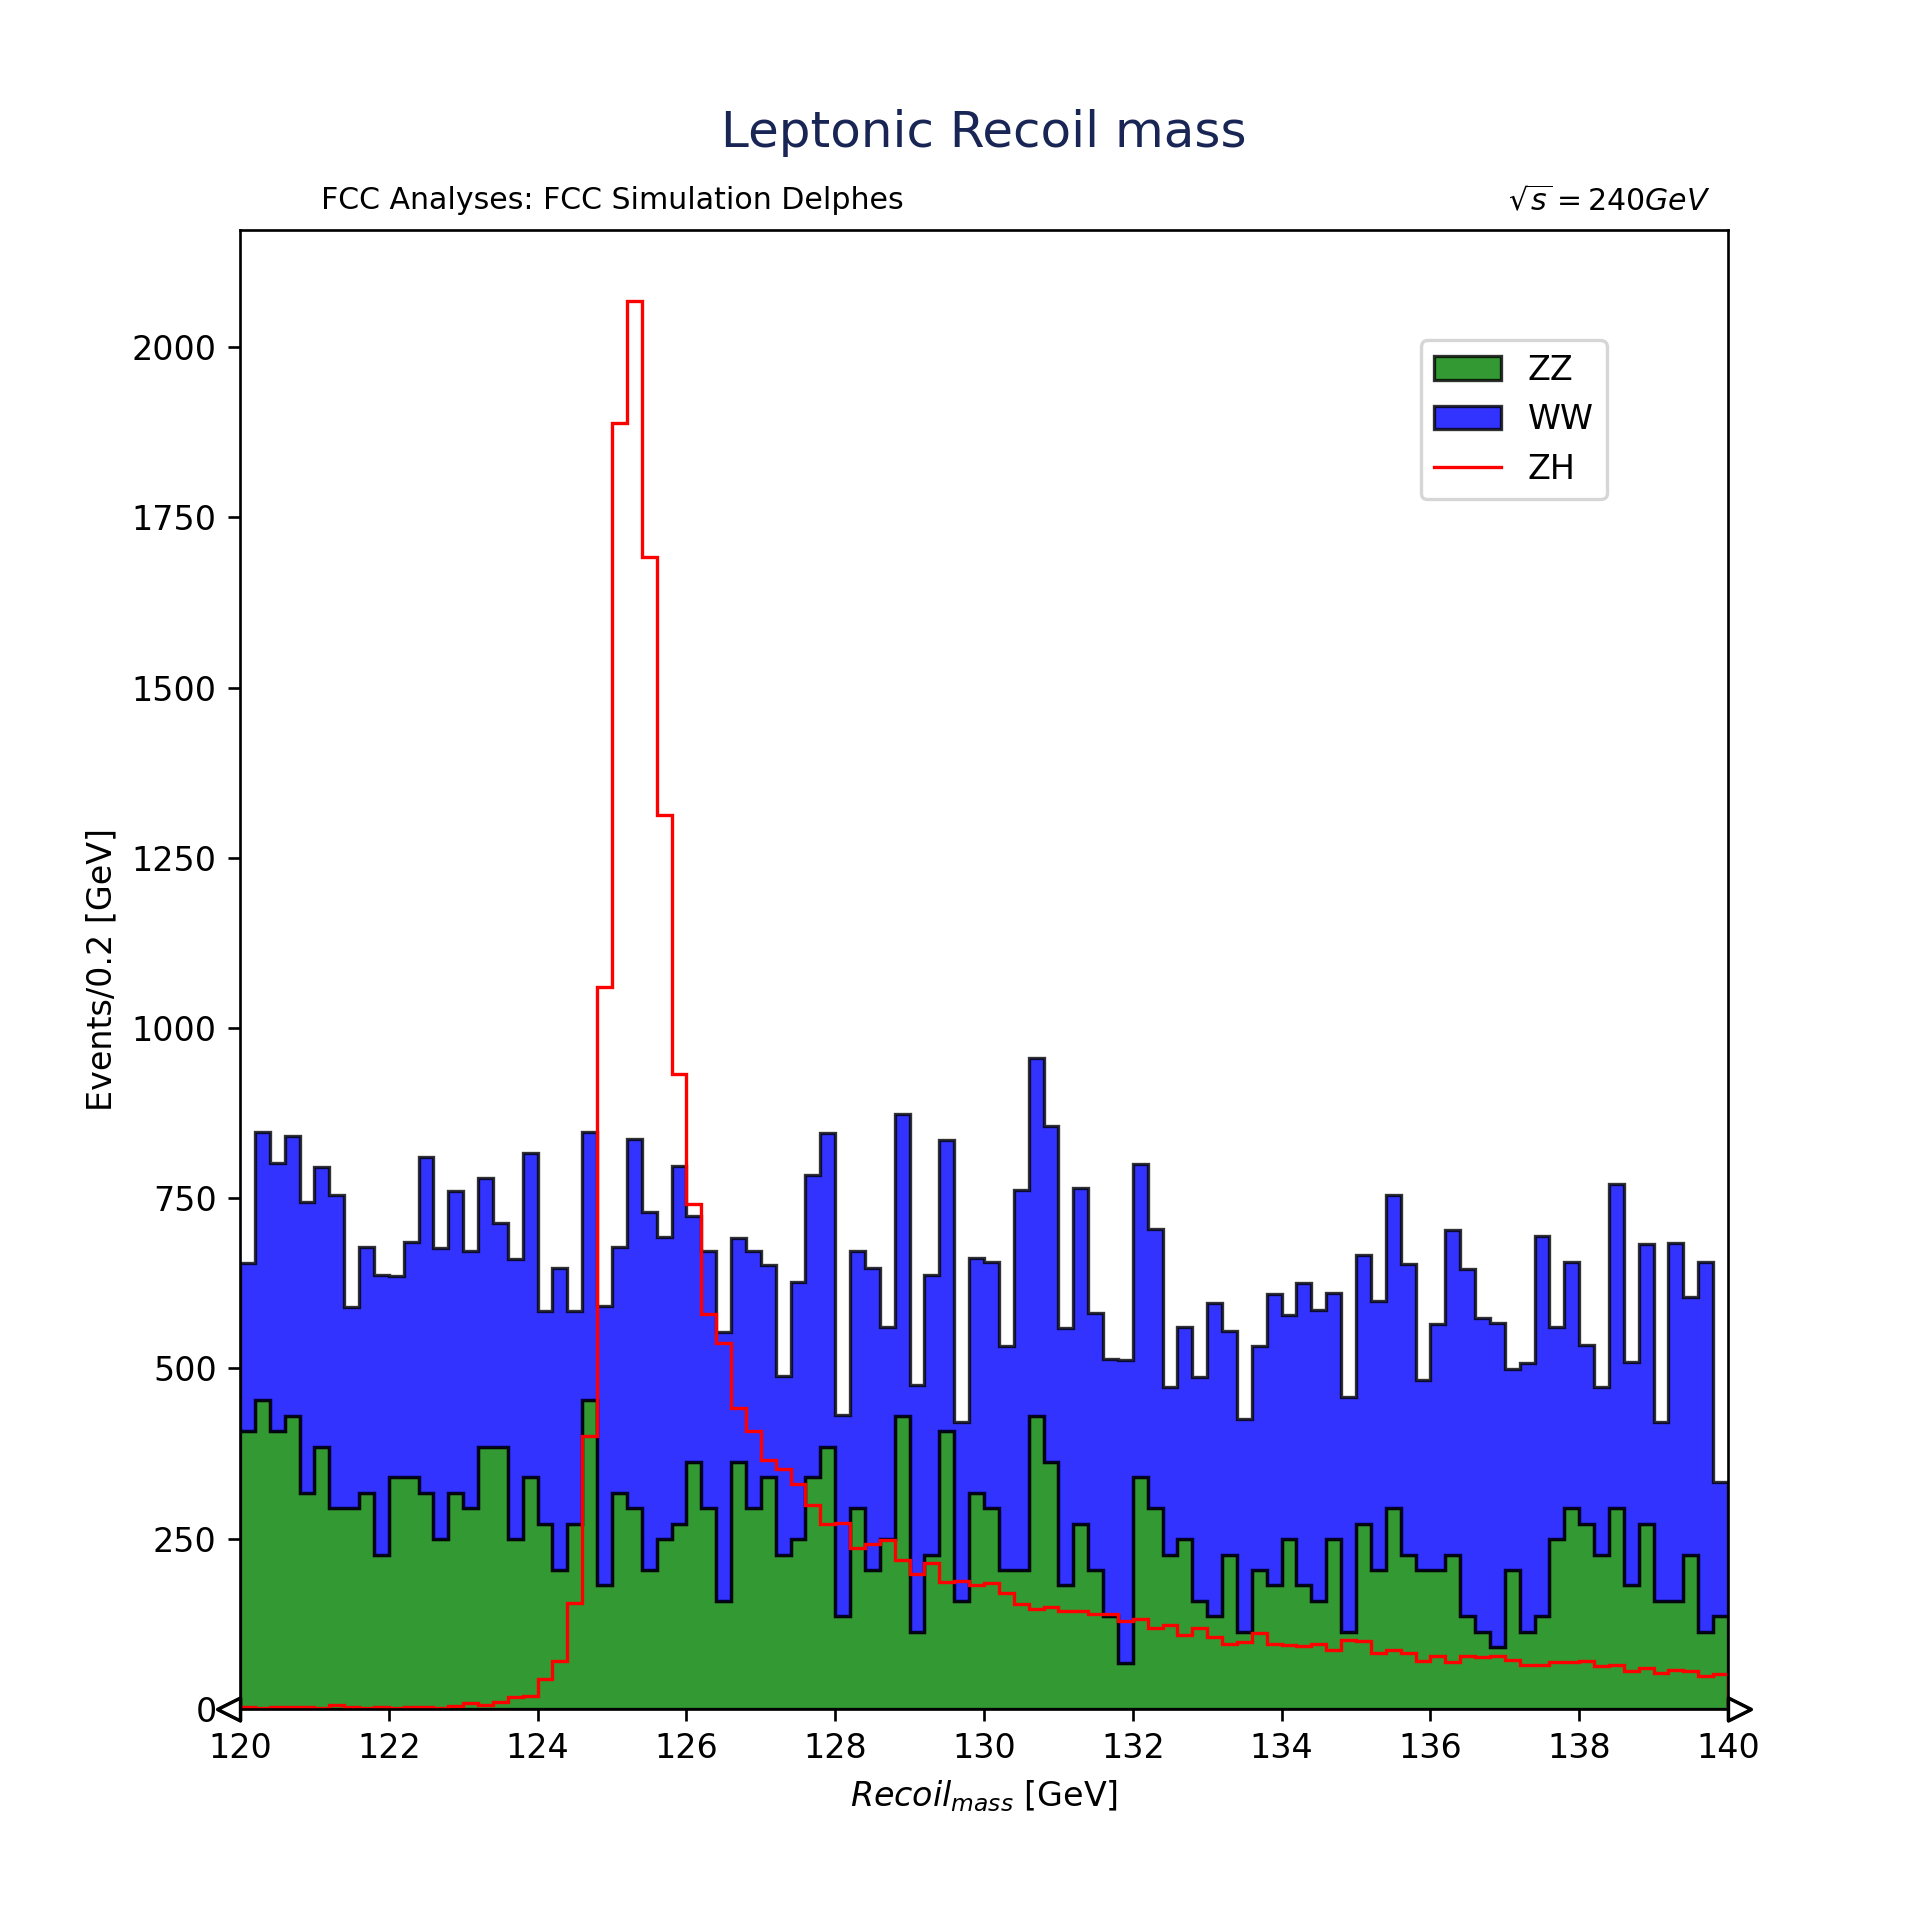 Leptonic Recoil mass
FCC Analyses: FCC Simulation Delphes
√s = 240GeV
ZZ
WW
ZH
Events/0.2 [GeV]
2000
1750
1500
1250
1000
750
500
250
0
120 122 124 126 128 130 132 134 136 138 140
Recoil_mass [GeV]